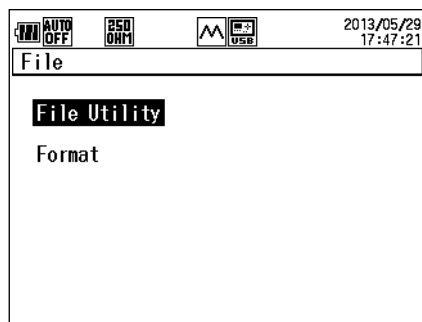 AUTO OFF
250 OHM
USB
2013/05/29
17:47:21
File
File Utility
Format